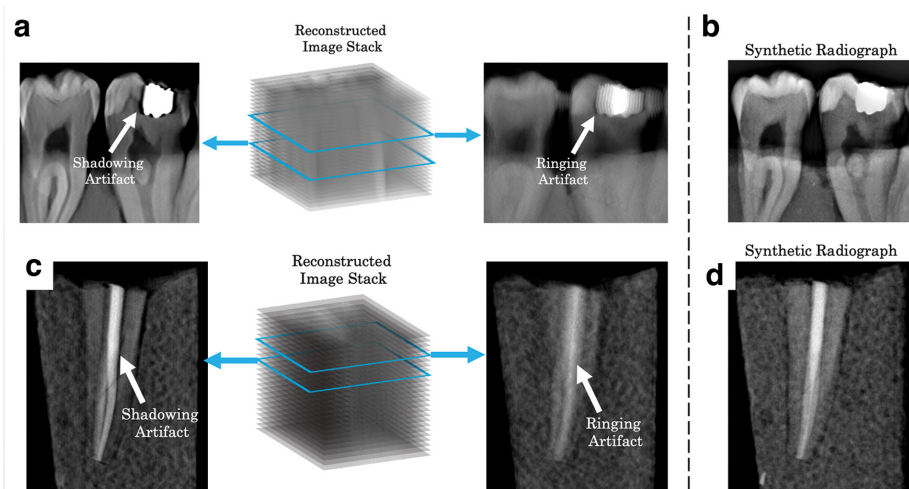 a
Reconstructed
Image Stack
Shadowing
Artifact
Ringing
Artifact
b
Synthetic Radiograph
c
Reconstructed
Image Stack
Shadowing
Artifact
Ringing
Artifact
Synthetic Radiograph
d